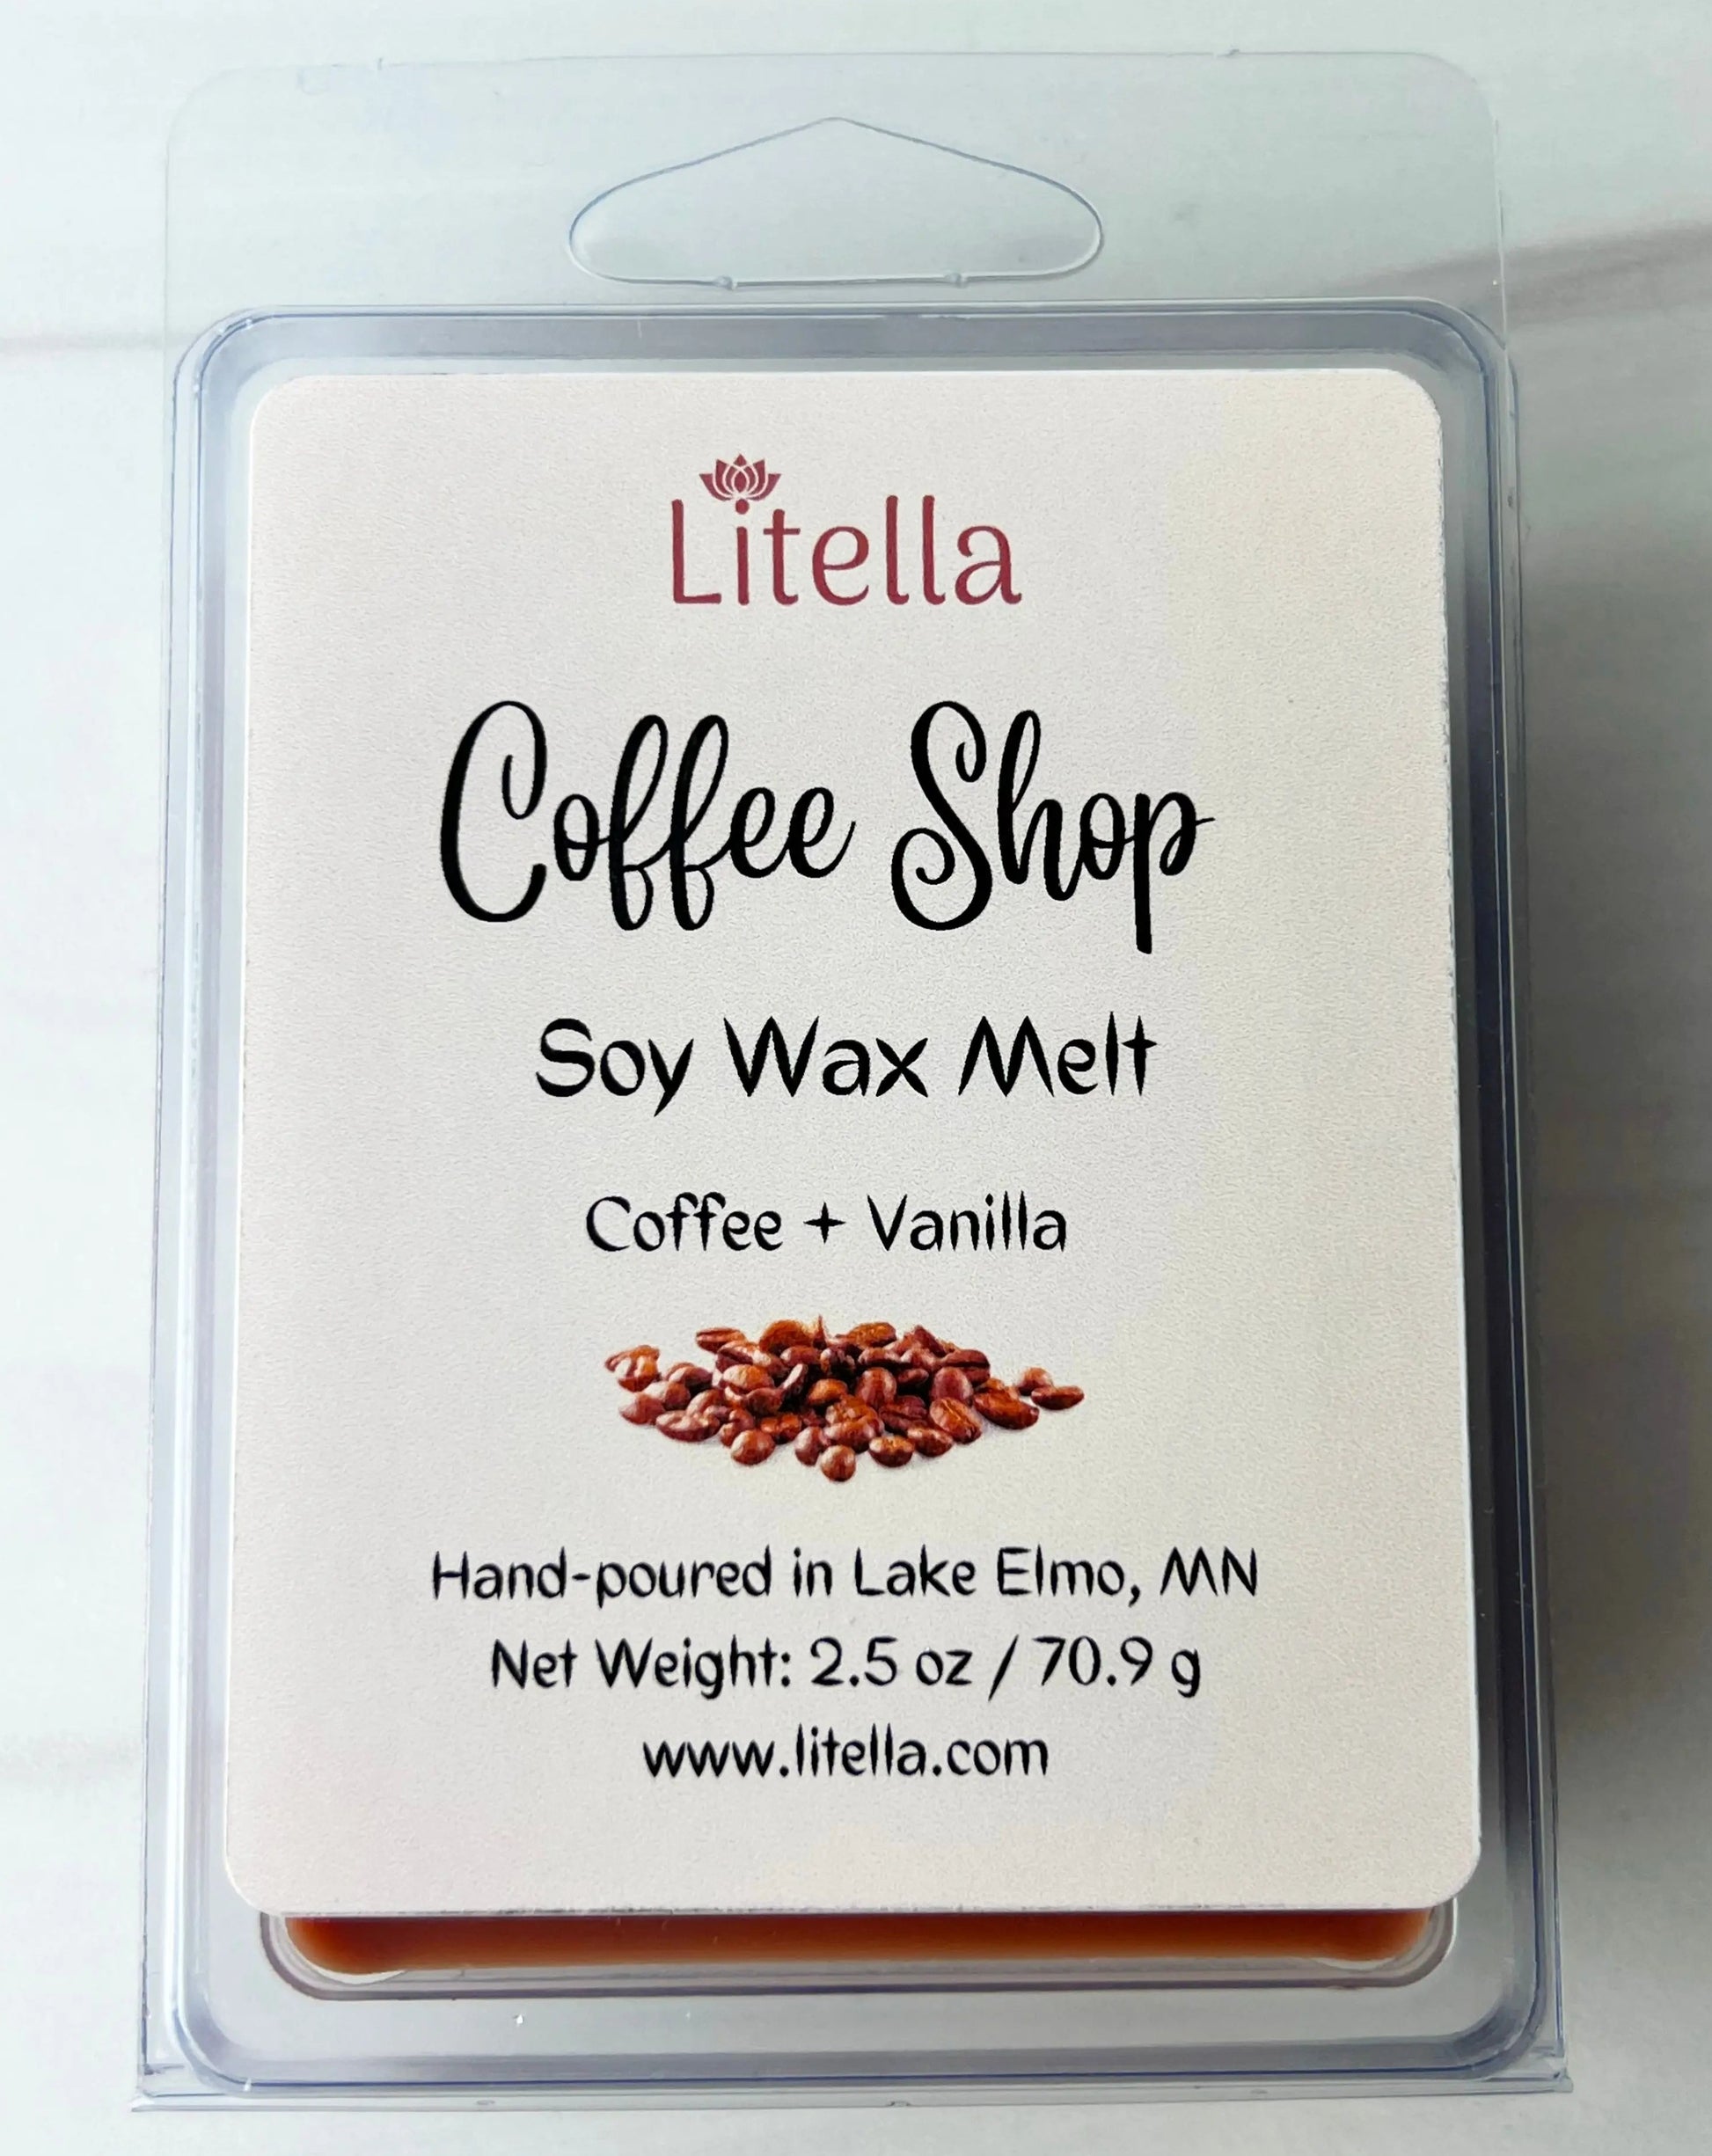 Litella
Coffee Shop
Soy Wax Melt
Coffee + Vanilla
Hand-poured in Lake Elmo, MN
Net Weight: 2.5 oz / 70.9 g
www.litella.com